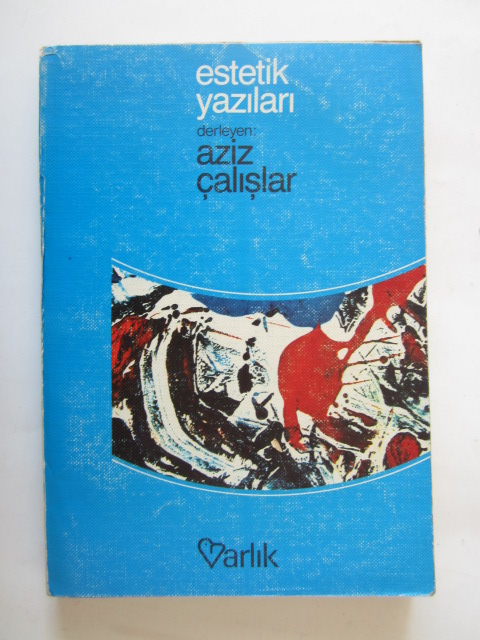 estetik
yazıları
derleyen:
aziz
çalışlar
Varlık